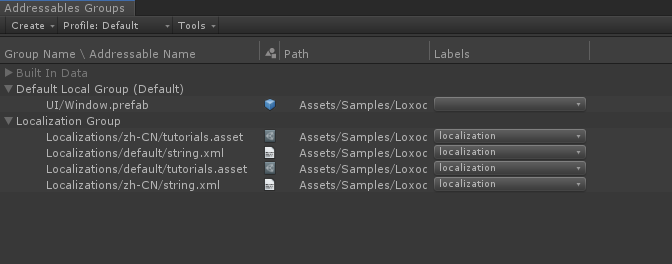 Addressables Groups
Create Profile: Default Tools
Group Name \ Addressable Name Path Labels
Built In Data
Default Local Group (Default)
UI/Window.prefab Assets/Samples/Loxoc
Localization Group
Localizations/zh-CN/tutorials.asset Assets/Samples/Loxoc localization
Localizations/default/string.xml Assets/Samples/Loxoc localization
Localizations/default/tutorials.asset Assets/Samples/Loxoc localization
Localizations/zh-CN/string.xml Assets/Samples/Loxoc localization